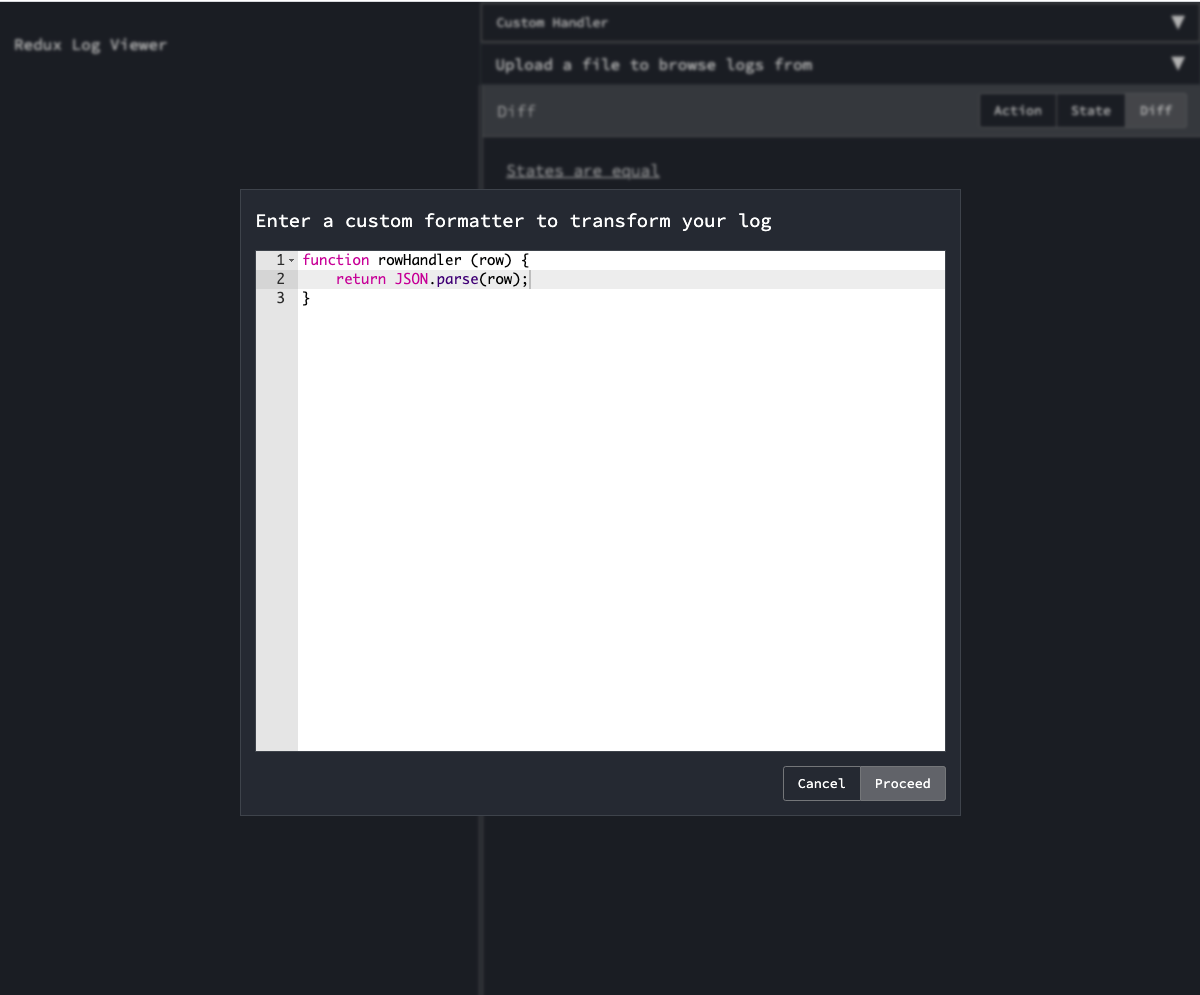 Redux Log Viewer
Custom Handler ▼
Upload a file to browse logs from ▼
Diff
Action State Diff
States are equal
Enter a custom formatter to transform your log
1 function rowHandler (row) {
2     return JSON.parse(row);
3 }
Cancel Proceed